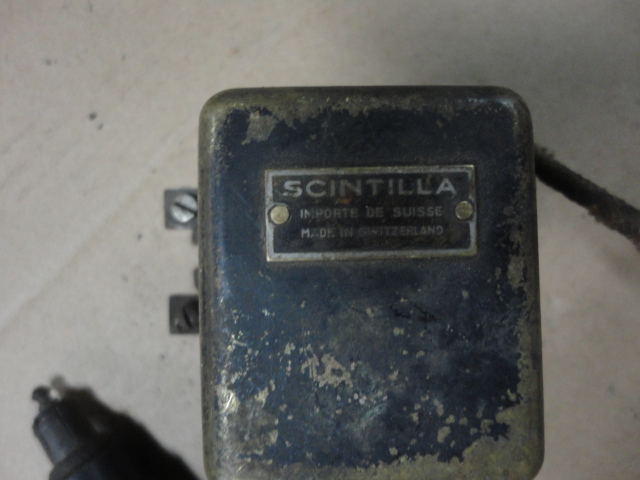 SCINTILLA
IMPORTE DE SUISSE
MADE IN SWITZERLAND